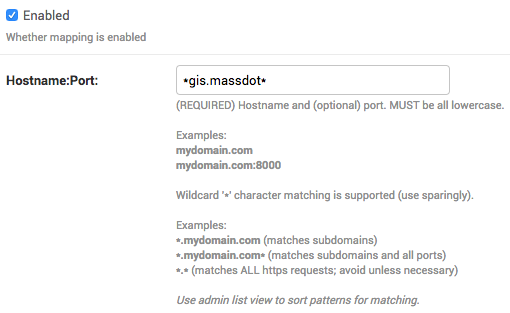 Enabled
Whether mapping is enabled
Hostname:Port:
*gis.massdot*
(REQUIRED) Hostname and (optional) port. MUST be all lowercase.
Examples:
mydomain.com
mydomain.com:8000
Wildcard '*' character matching is supported (use sparingly).
Examples:
*.mydomain.com (matches subdomains)
*.mydomain.com* (matches subdomains and all ports)
*.* (matches ALL https requests; avoid unless necessary)
Use admin list view to sort patterns for matching.